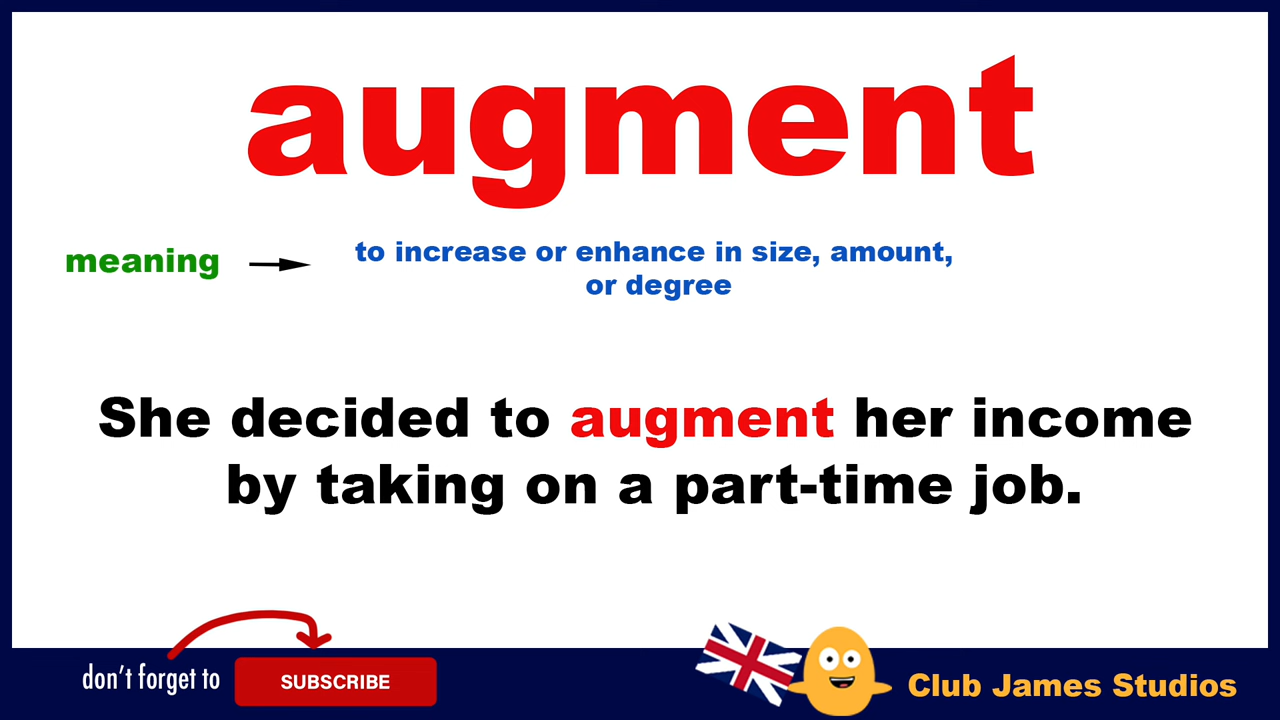 augment
meaning
to increase or enhance in size, amount,
or degree
She decided to augment her income
by taking on a part-time job.
don't forget to
SUBSCRIBE
Club James Studios